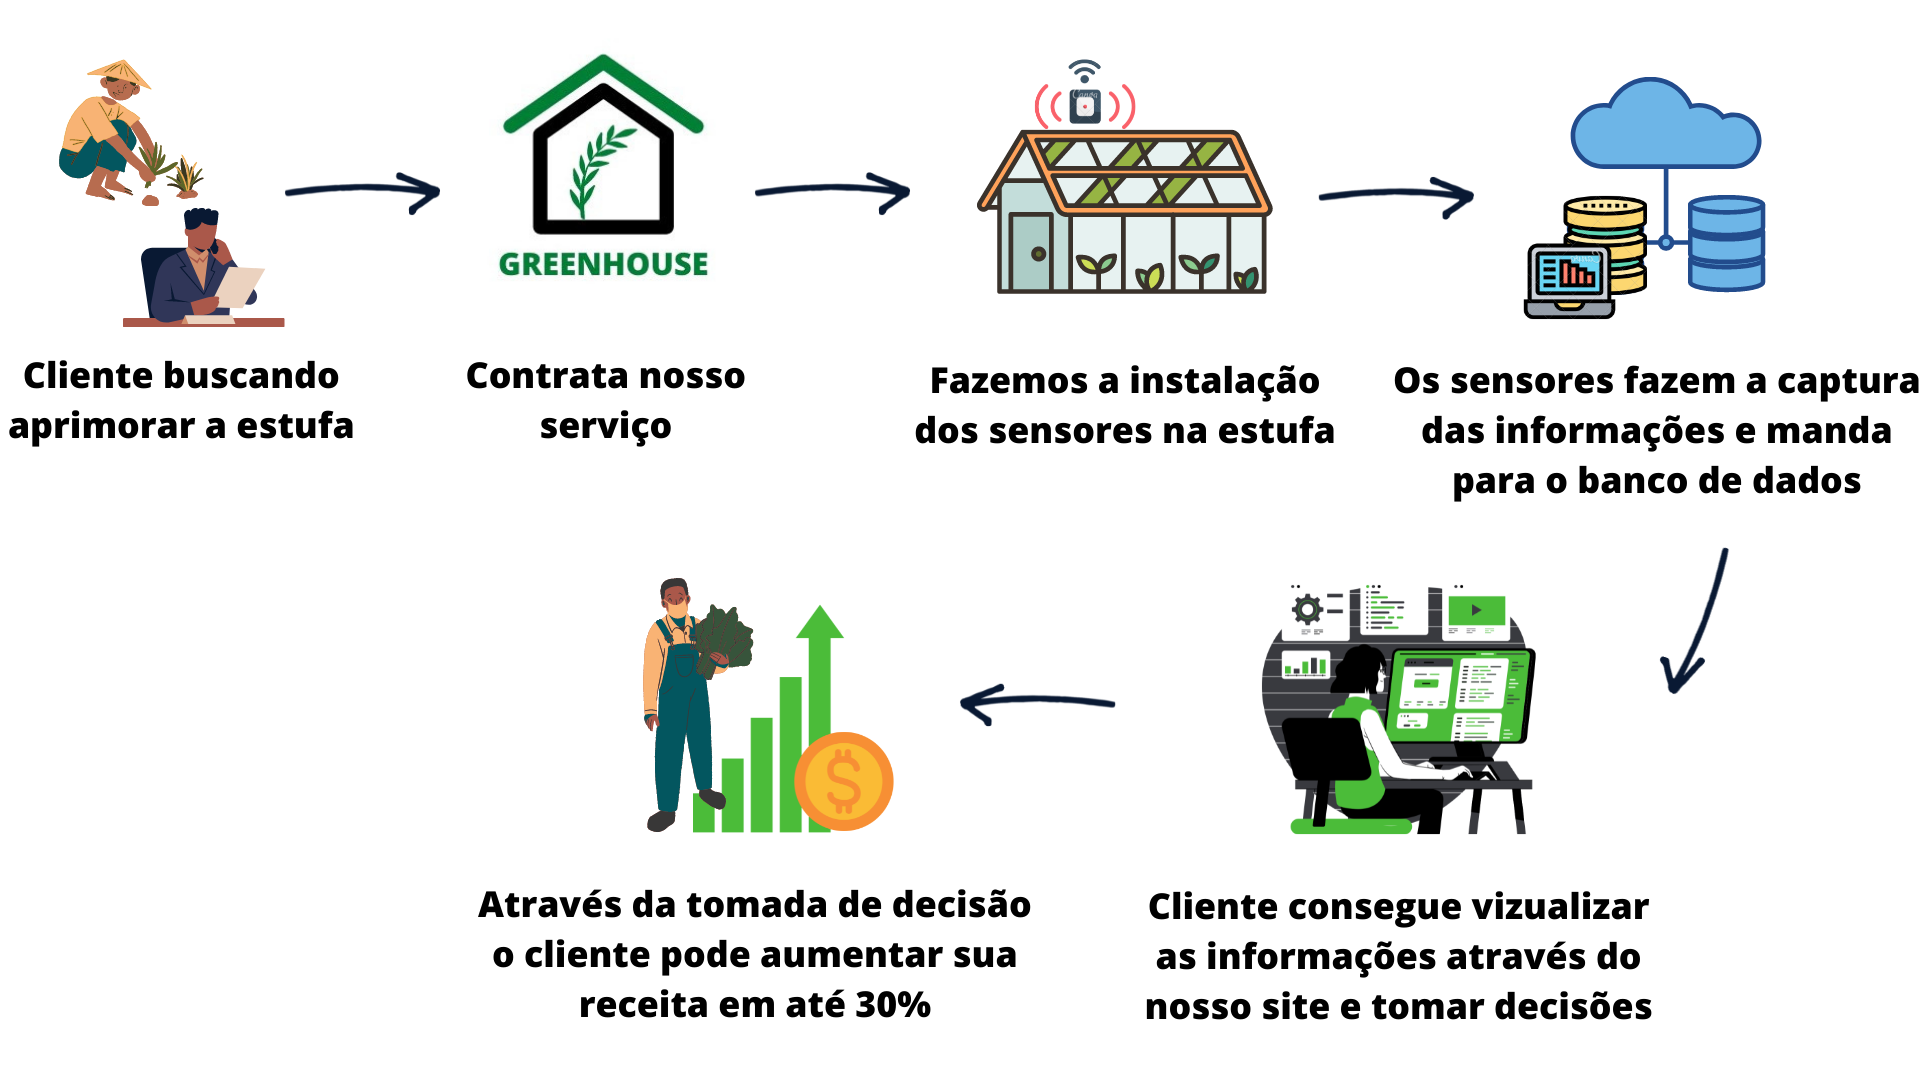 GREENHOUSE
Cliente buscando
aprimorar a estufa
Contrata nosso
serviço
Canva
Fazemos a instalação
dos sensores na estufa
Os sensores fazem a captura
das informações e manda
para o banco de dados
Cliente consegue vizualizar
as informações através do
nosso site e tomar decisões
Através da tomada de decisão
o cliente pode aumentar sua
receita em até 30%